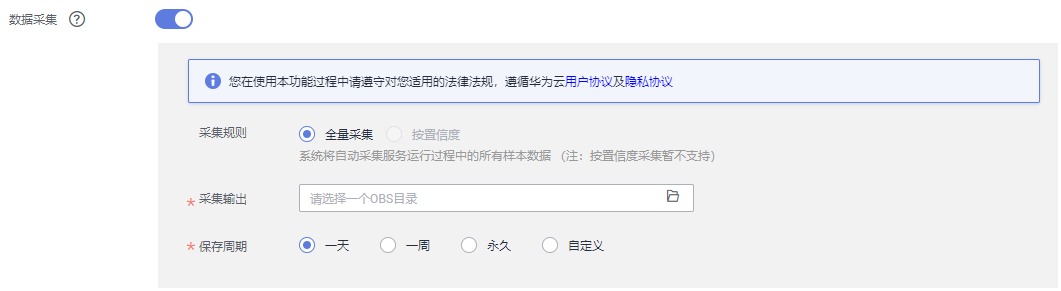 数据采集 ?
您在使用本功能过程中请遵守对您适用的法律法规，遵循华为云用户协议及隐私协议
采集规则 全量采集 按置信度
系统将自动采集服务运行过程中的所有样本数据 （注：按置信度采集暂不支持）
* 采集输出 请选择一个OBS目录
* 保存周期 一天 一周 永久 自定义